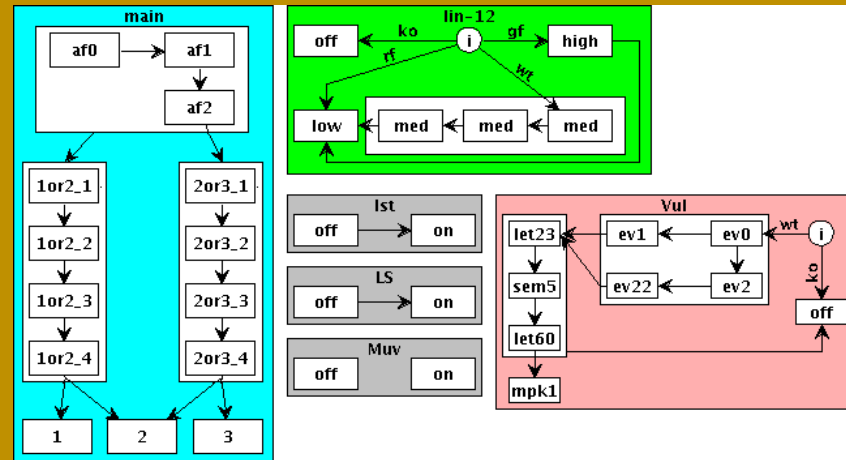 main
af0
af1
af2
1or2_1
1or2_2
1or2_3
1or2_4
2or3_1
2or3_2
2or3_3
2or3_4
1
2
3
lin-12
off
ko
i
gf
high
rf
wt
low
med
med
med
lst
off
on
LS
off
on
Muv
off
on
Vul
let23
ev1
ev0
wt
i
sem5
ev22
ev2
ko
off
let60
mpk1